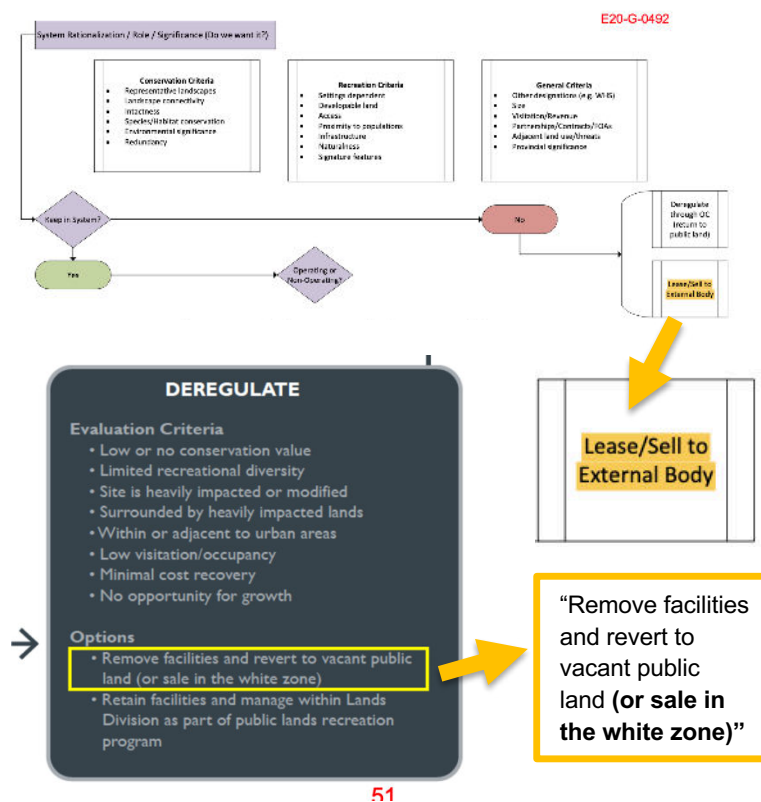 E20-G-0492
System Rationalization / Role / Significance (Do we want it?)
Conservation Criteria
• Representative landscapes
• Landscape connectivity
• Intactness
• Species/Habitat conservation
• Environmental significance
• Redundancy
Recreation Criteria
• Settings dependent
• Developable land
• Access
• Proximity to populations
• Infrastructure
• Naturalness
• Signature features
General Criteria
• Other designations (e.g. WHS)
• Size
• Visitation/Revenue
• Partnerships/Contracts/FOAs
• Adjacent land use/threats
• Provincial significance
Keep in System?
No
Deregulate
through OC
(return to
public land)
Yes
Operating or
Non-Operating?
Lease/Sell to
External Body
DEREGULATE
Evaluation Criteria
• Low or no conservation value
• Limited recreational diversity
• Site is heavily impacted or modified
• Surrounded by heavily impacted lands
• Within or adjacent to urban areas
• Low visitation/occupancy
• Minimal cost recovery
• No opportunity for growth
Options
• Remove facilities and revert to vacant public
land (or sale in the white zone)
• Retain facilities and manage within Lands
Division as part of public lands recreation
program
Lease/Sell to
External Body
“Remove facilities
and revert to
vacant public
land (or sale in
the white zone)”
51